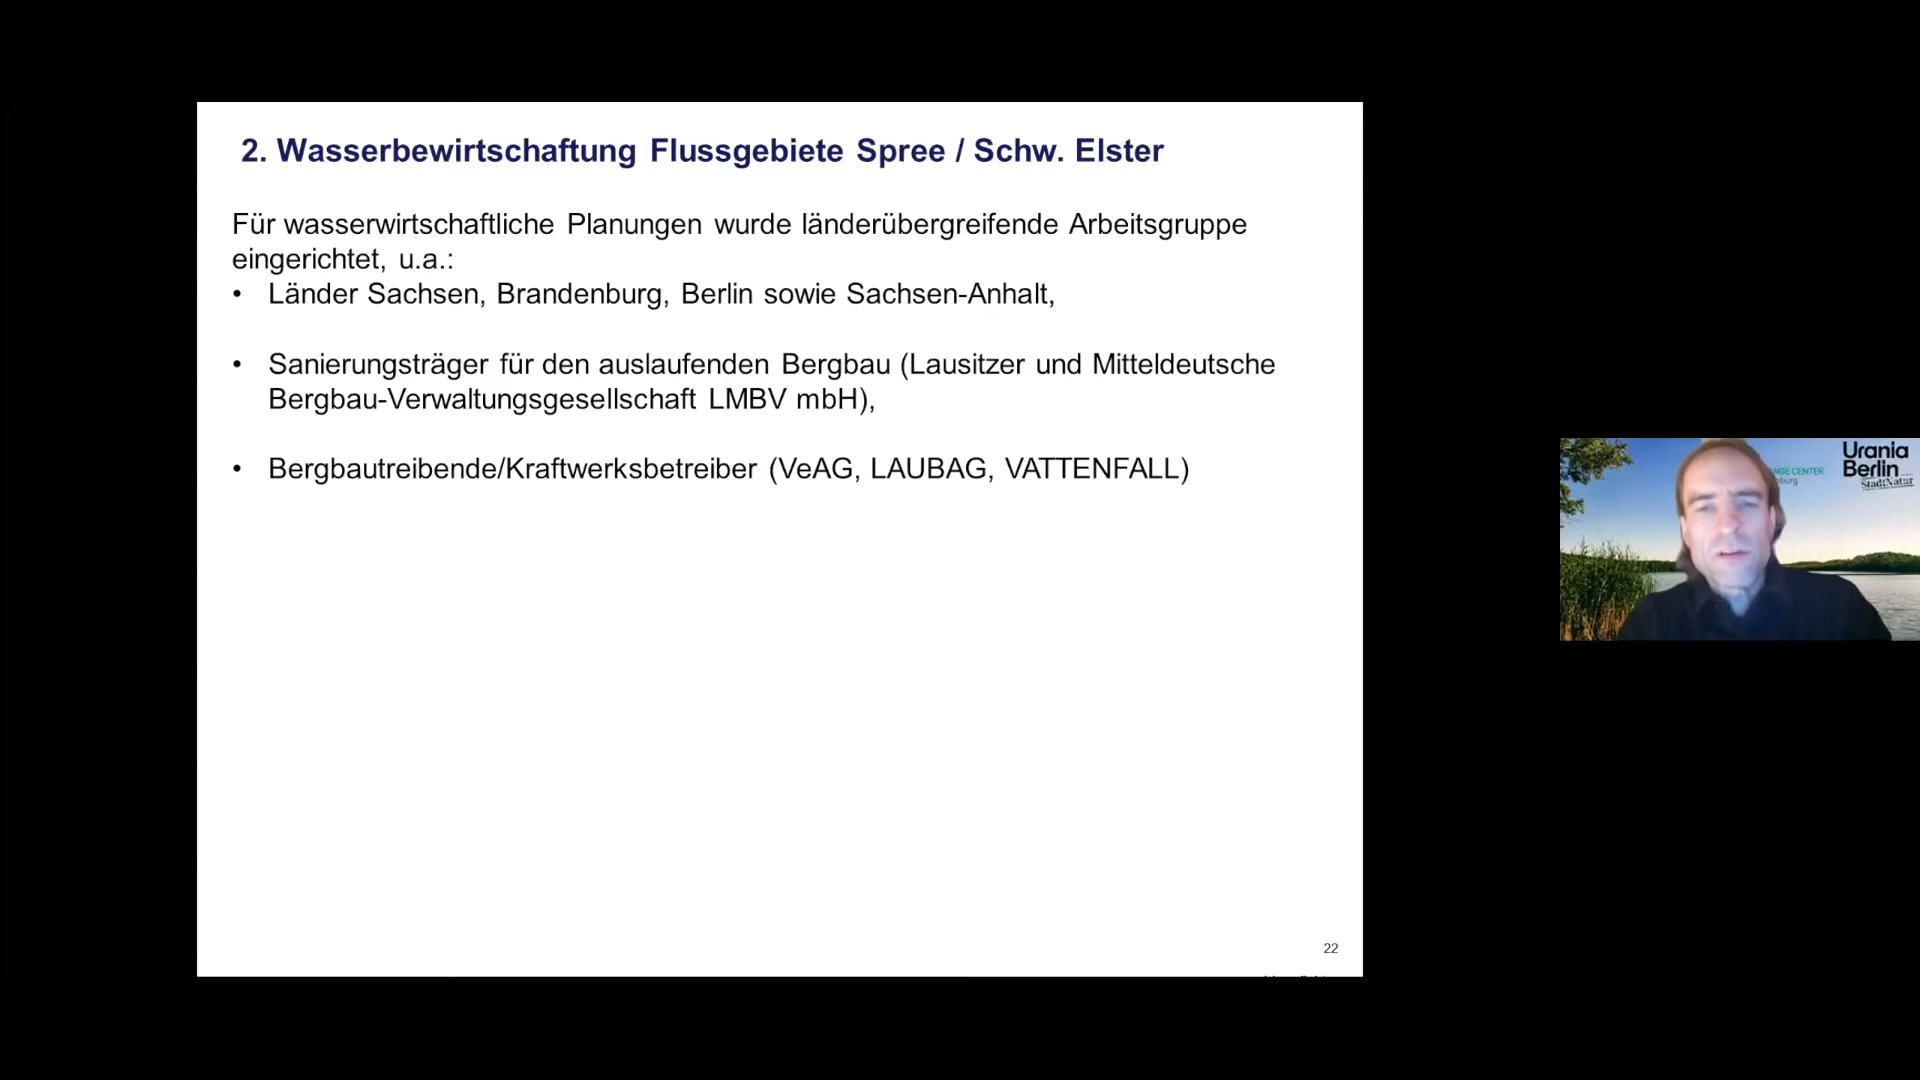 2. Wasserbewirtschaftung Flussgebiete Spree / Schw. Elster
Für wasserwirtschaftliche Planungen wurde länderübergreifende Arbeitsgruppe
eingerichtet, u.a.:
• Länder Sachsen, Brandenburg, Berlin sowie Sachsen-Anhalt,
• Sanierungsträger für den auslaufenden Bergbau (Lausitzer und Mitteldeutsche
Bergbau-Verwaltungsgesellschaft LMBV mbH),
• Bergbautreibende/Kraftwerksbetreiber (VeAG, LAUBAG, VATTENFALL)
22
Urania
Berlin
StadtNatur
CENTER